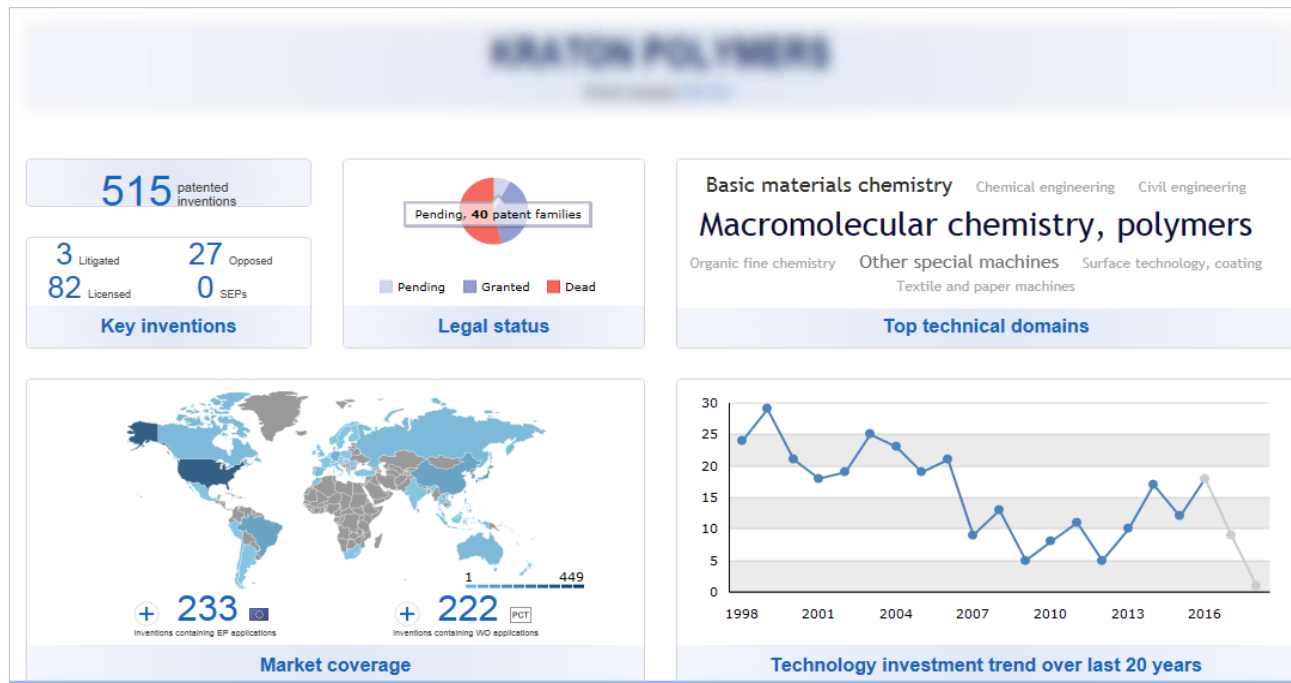 KRATON POLYMERS
515 patented inventions
3 Litigated 27 Opposed
82 Licensed 0 SEPs
Key inventions
Pending, 40 patent families
Pending Granted Dead
Legal status
Basic materials chemistry Chemical engineering Civil engineering
Macromolecular chemistry, polymers
Organic fine chemistry Other special machines Surface technology, coating
Textile and paper machines
Top technical domains
1 449
+ 233 + 222 PCT
Inventions containing EP applications Inventions containing WO applications
Market coverage
30
25
20
15
10
5
0
1998 2001 2004 2007 2010 2013 2016
Technology investment trend over last 20 years